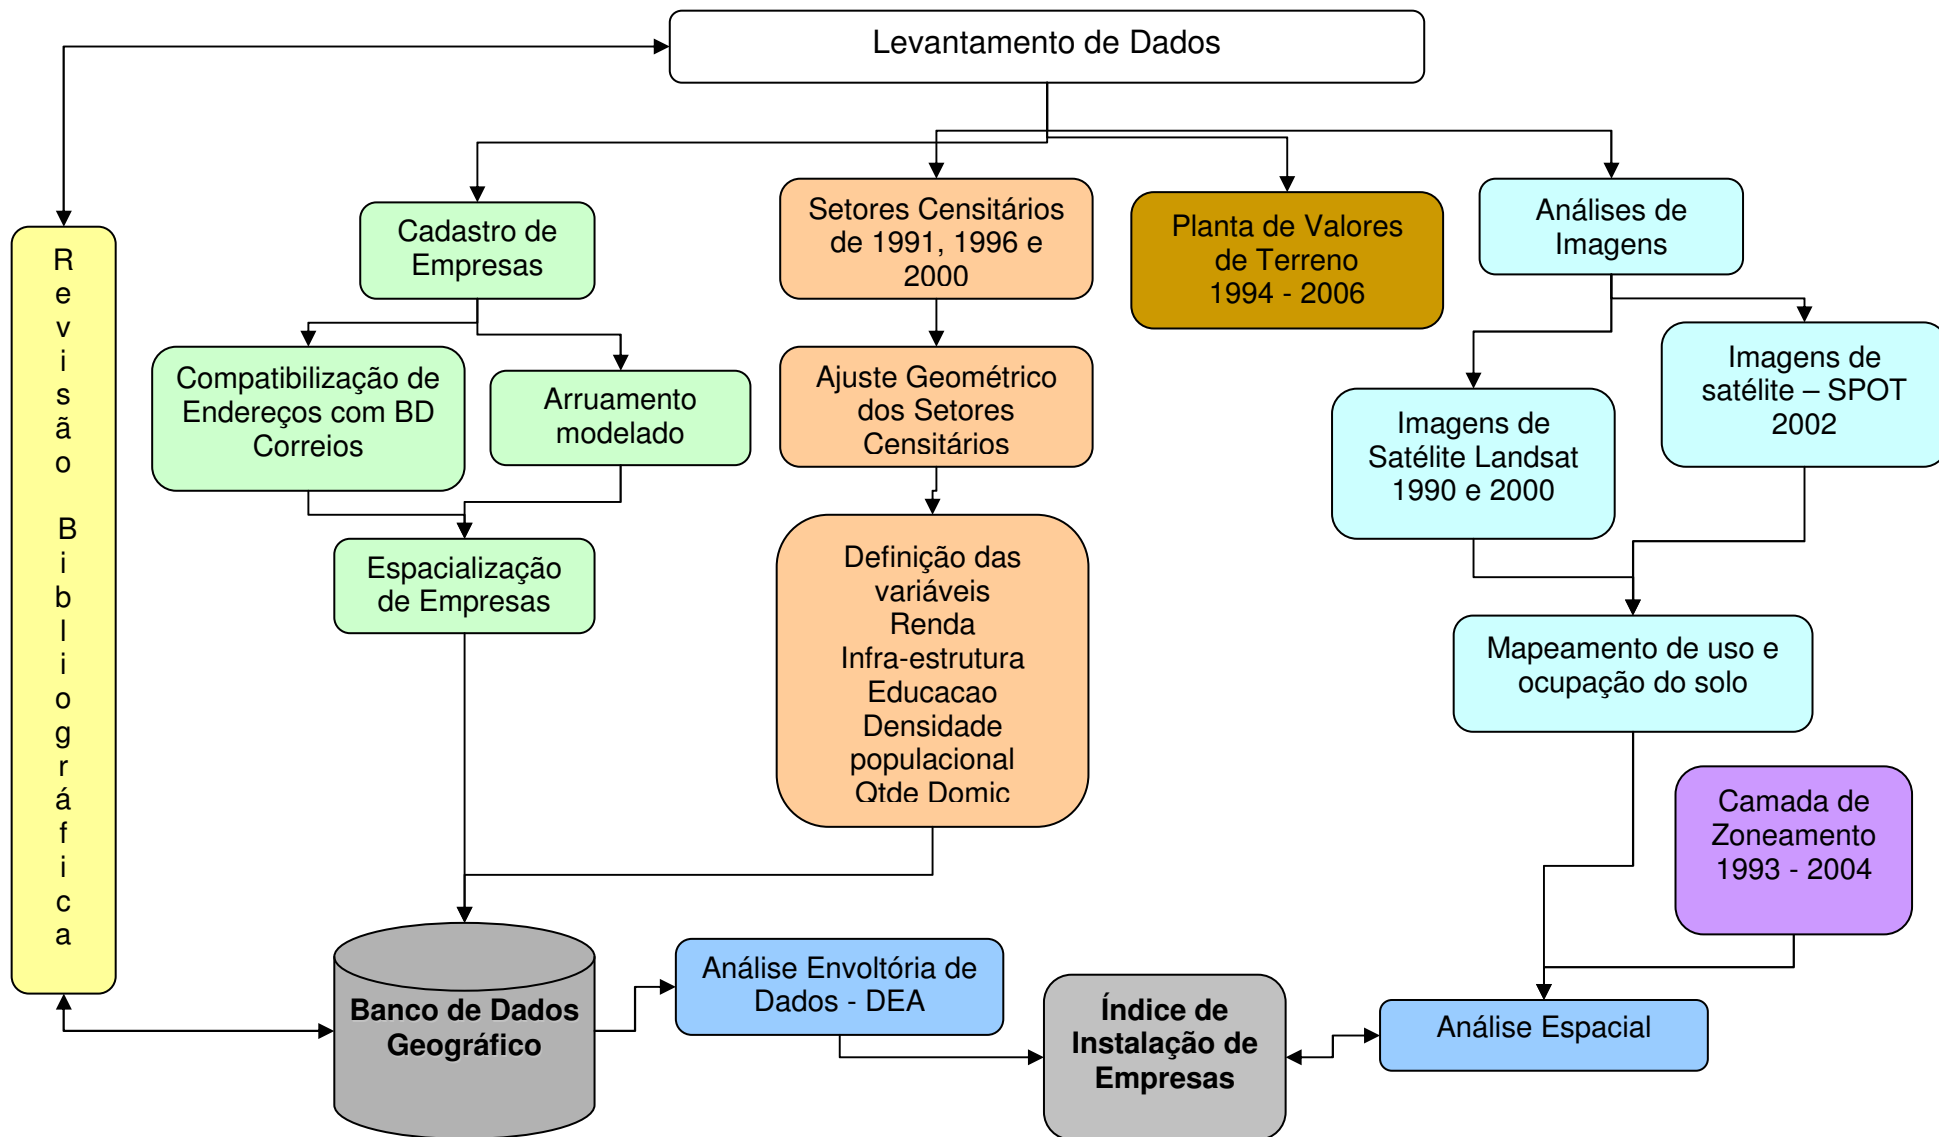 Levantamento de Dados
Revisão Bibliográfica
Cadastro de
Empresas
Setores Censitários
de 1991, 1996 e
2000
Planta de Valores
de Terreno
1994 - 2006
Análises de
Imagens
Compatibilização de
Endereços com BD
Correios
Arruamento
modelado
Ajuste Geométrico
dos Setores
Censitários
Imagens de
Satélite Landsat
1990 e 2000
Imagens de
satélite – SPOT
2002
Espacialização
de Empresas
Definição das
variáveis
Renda
Infra-estrutura
Educacao
Densidade
populacional
Qtde Domic
Mapeamento de uso e
ocupação do solo
Camada de
Zoneamento
1993 - 2004
Banco de Dados
Geográfico
Análise Envoltória de
Dados - DEA
Índice de
Instalação de
Empresas
Análise Espacial